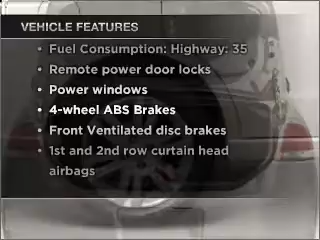 VEHICLE FEATURES
• Fuel Consumption: Highway: 35
• Remote power door locks
• Power windows
• 4-wheel ABS Brakes
• Front Ventilated disc brakes
• 1st and 2nd row curtain head
airbags